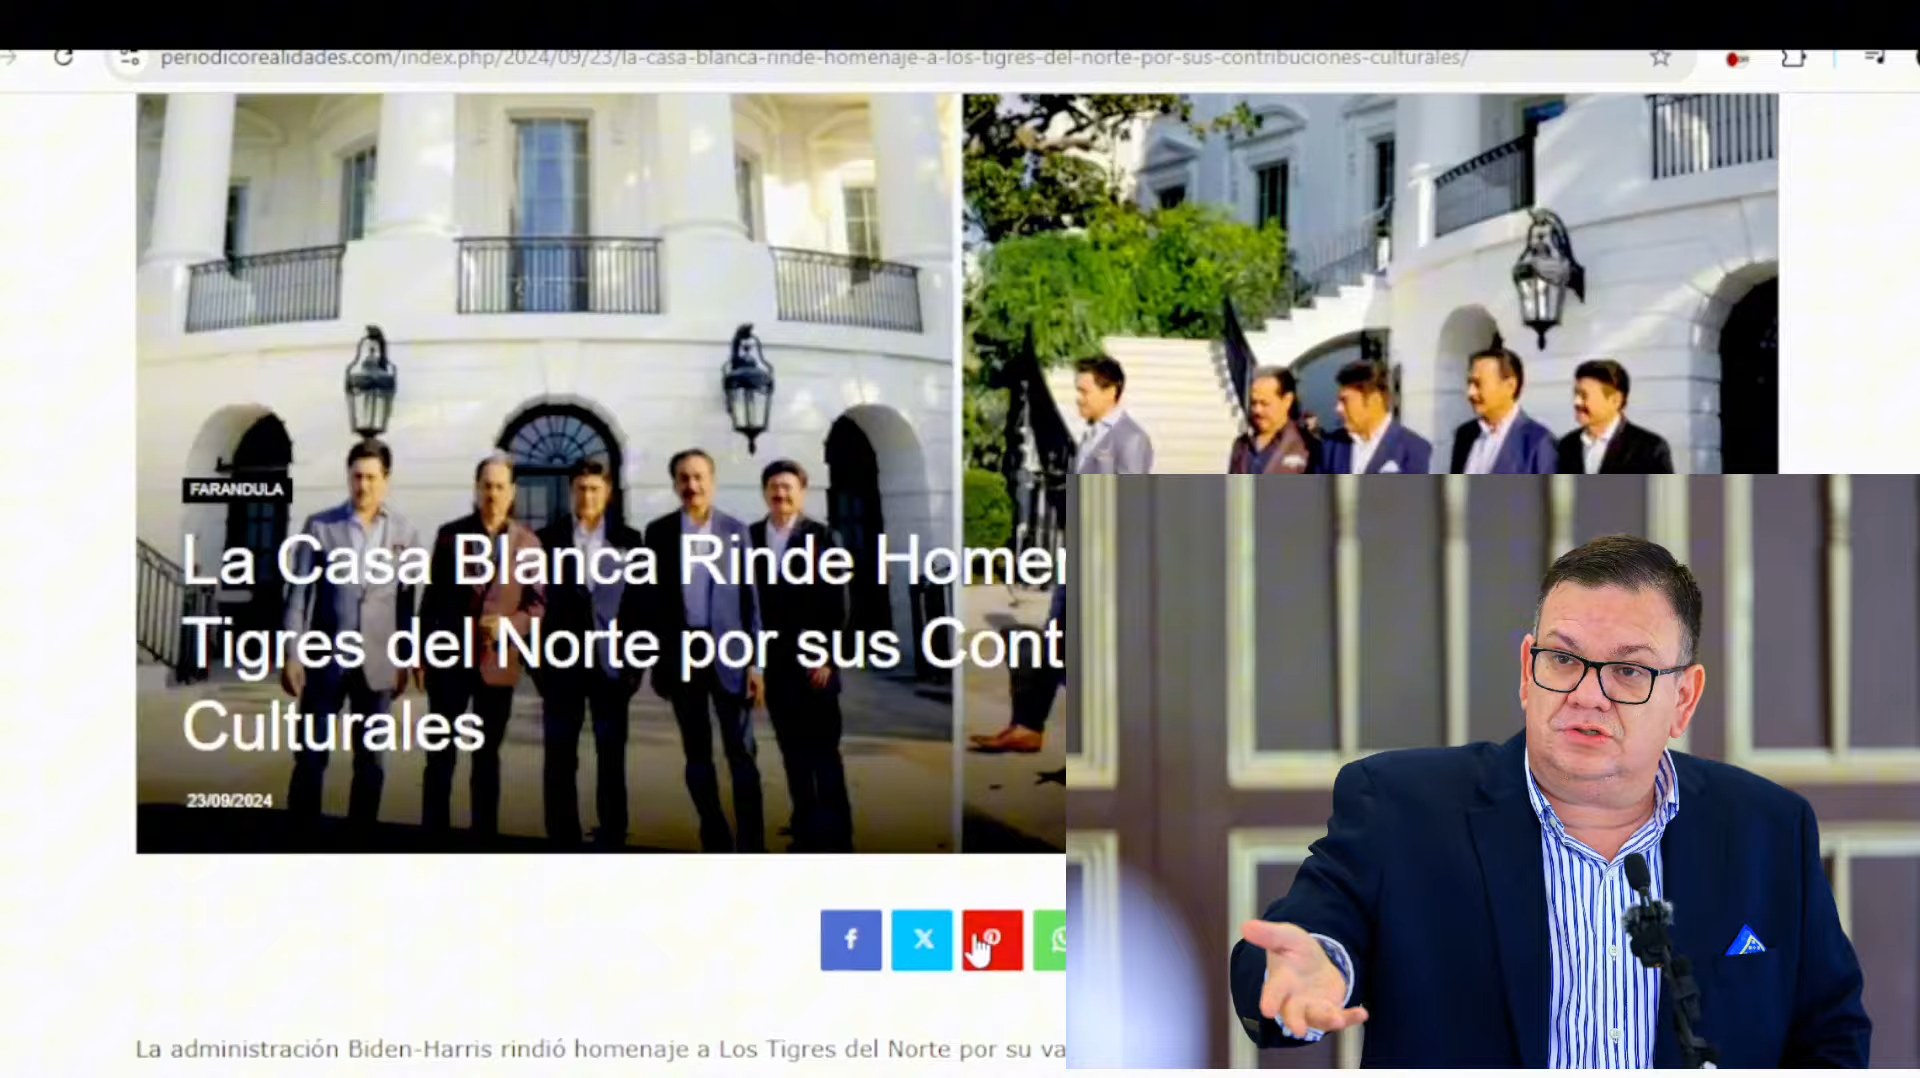 periodicorealidades.com/index.php/2024/09/23/la-casa-blanca-rinde-homenaje-a-los-tigres-del-norte-por-sus-contribuciones-culturales/
FARANDULA
La Casa Blanca Rinde Homen
Tigres del Norte por sus Cont
Culturales
23/09/2024
La administración Biden-Harris rindió homenaje a Los Tigres del Norte por su va